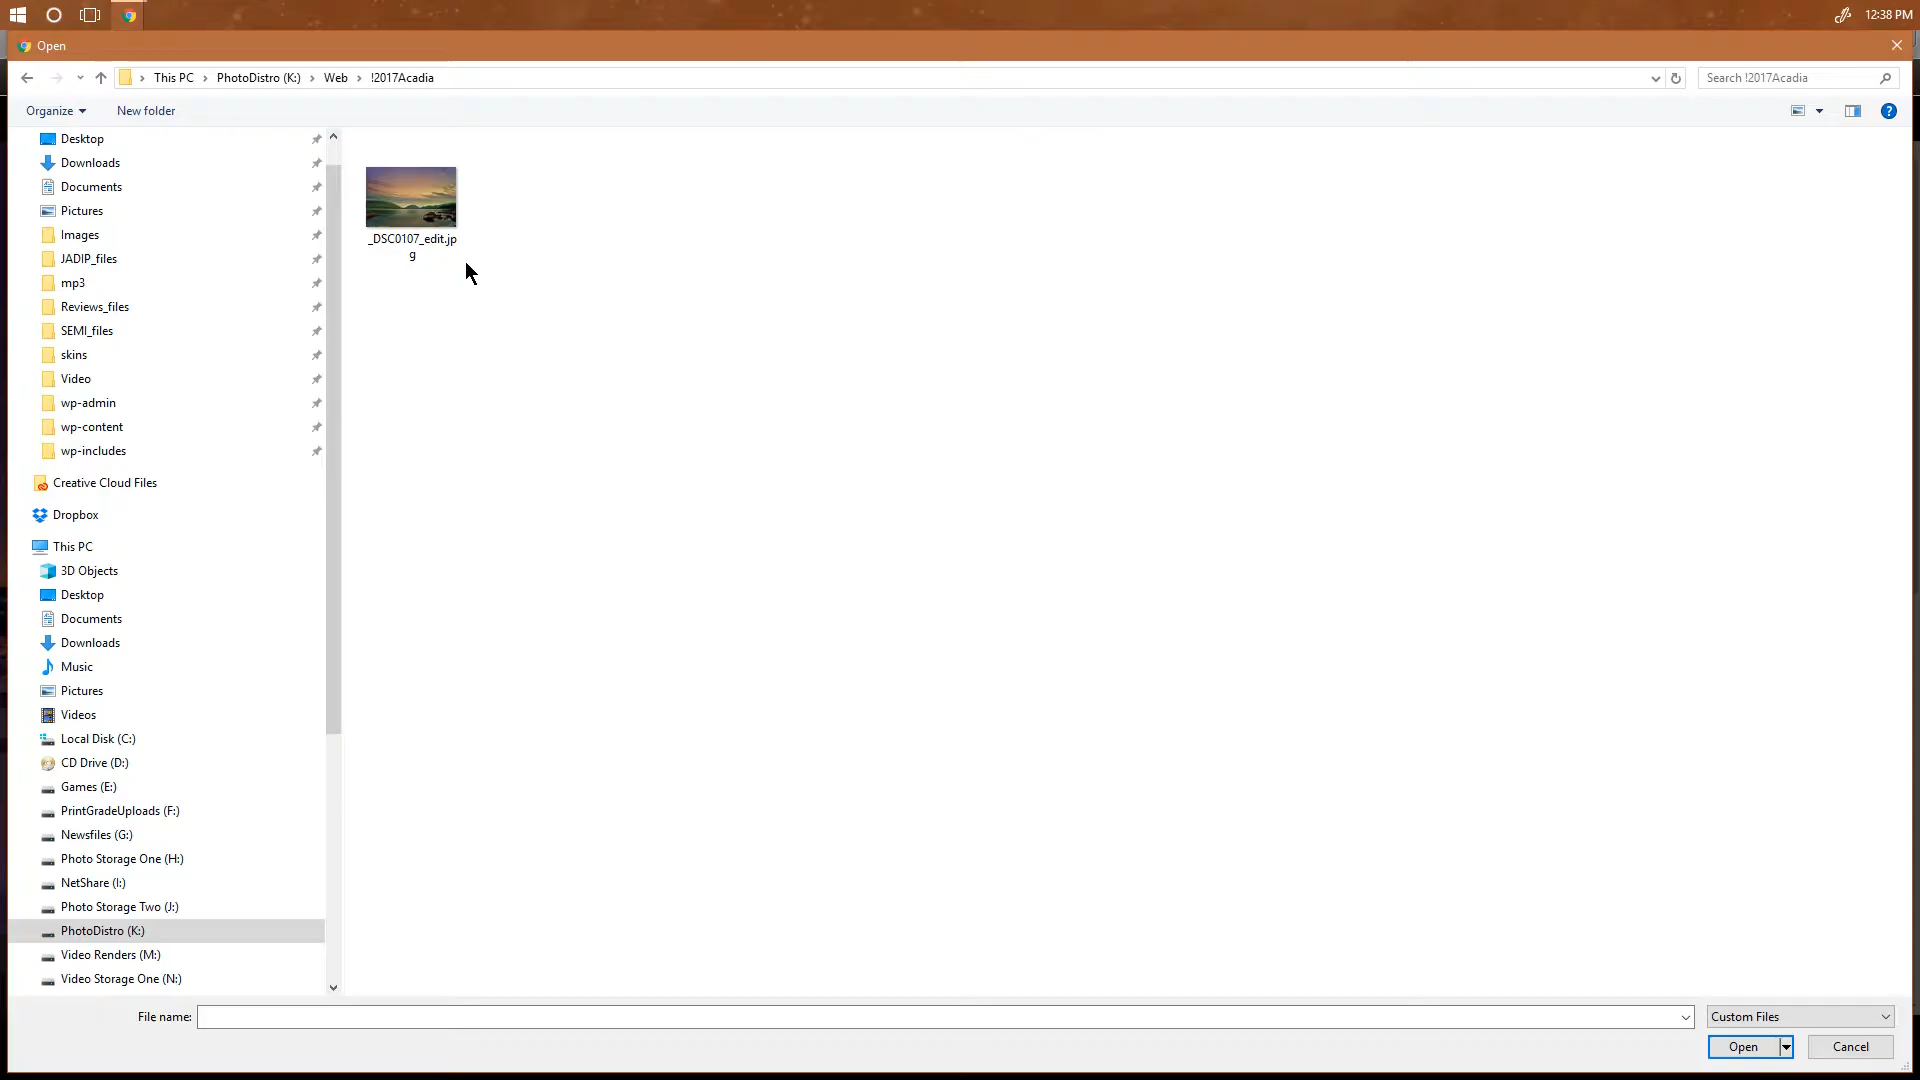 12:38 PM
Open
This PC > PhotoDistro (K:) > Web > !2017Acadia
Search !2017Acadia
Organize
New folder
Desktop
Downloads
Documents
Pictures
Images
JADIP_files
mp3
Reviews_files
SEMI_files
skins
Video
wp-admin
wp-content
wp-includes
Creative Cloud Files
Dropbox
This PC
3D Objects
Desktop
Documents
Downloads
Music
Pictures
Videos
Local Disk (C:)
CD Drive (D:)
Games (E:)
PrintGradeUploads (F:)
Newsfiles (G:)
Photo Storage One (H:)
NetShare (I:)
Photo Storage Two (J:)
PhotoDistro (K:)
Video Renders (M:)
Video Storage One (N:)
_DSC0107_edit.jp
g
File name:
Custom Files
Open
Cancel